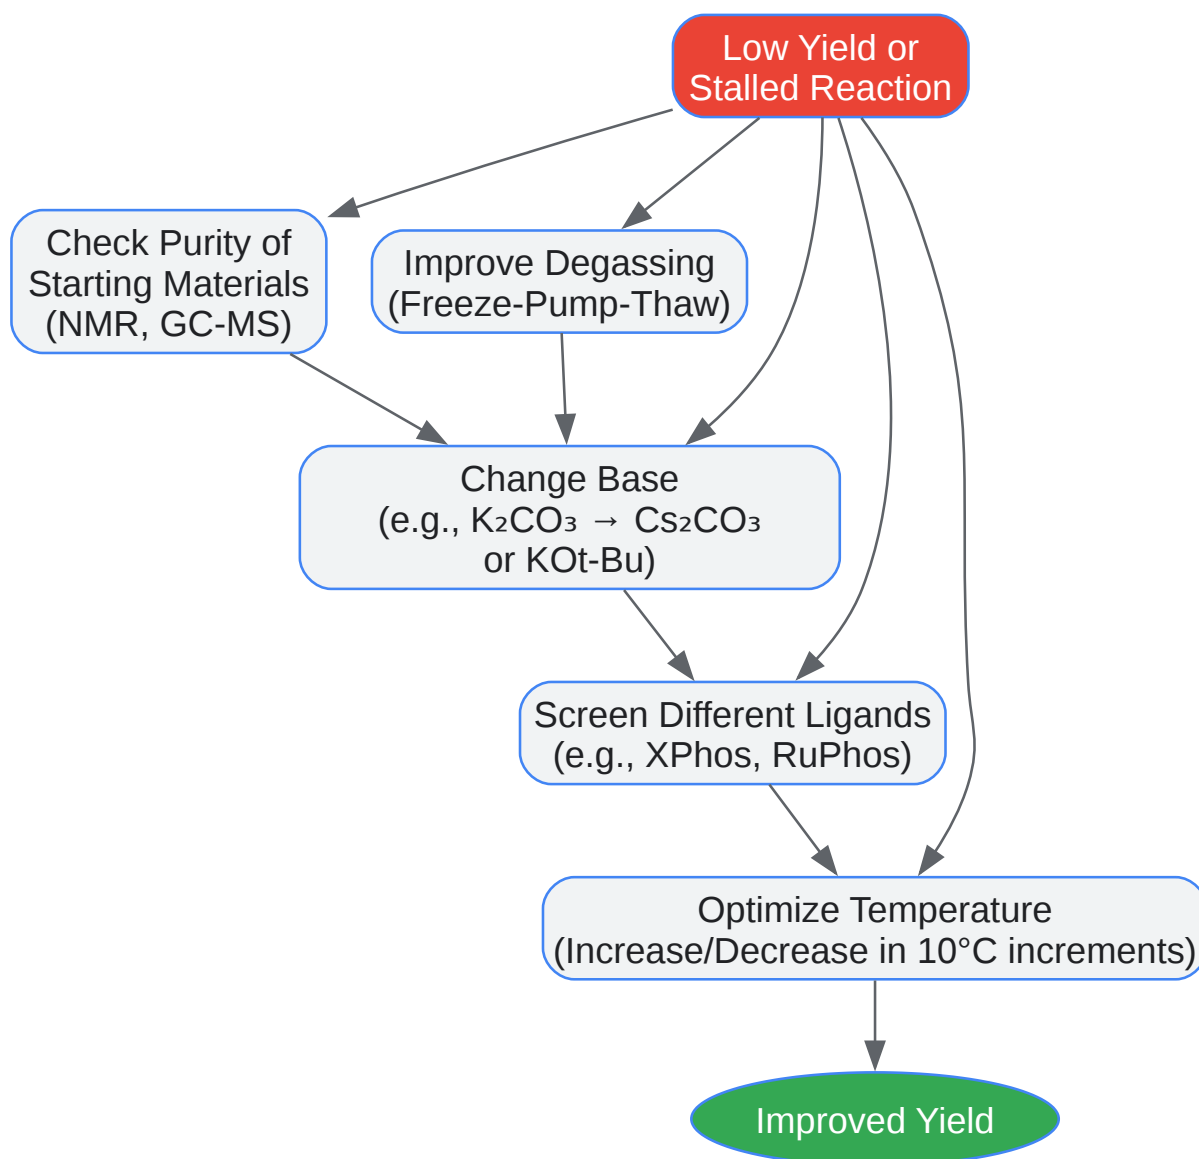 Low Yield or
Stalled Reaction
Check Purity of
Starting Materials
(NMR, GC-MS)
Improve Degassing
(Freeze-Pump-Thaw)
Change Base
(e.g., K₂CO₃ → Cs₂CO₃
or KOt-Bu)
Screen Different Ligands
(e.g., XPhos, RuPhos)
Optimize Temperature
(Increase/Decrease in 10°C increments)
Improved Yield